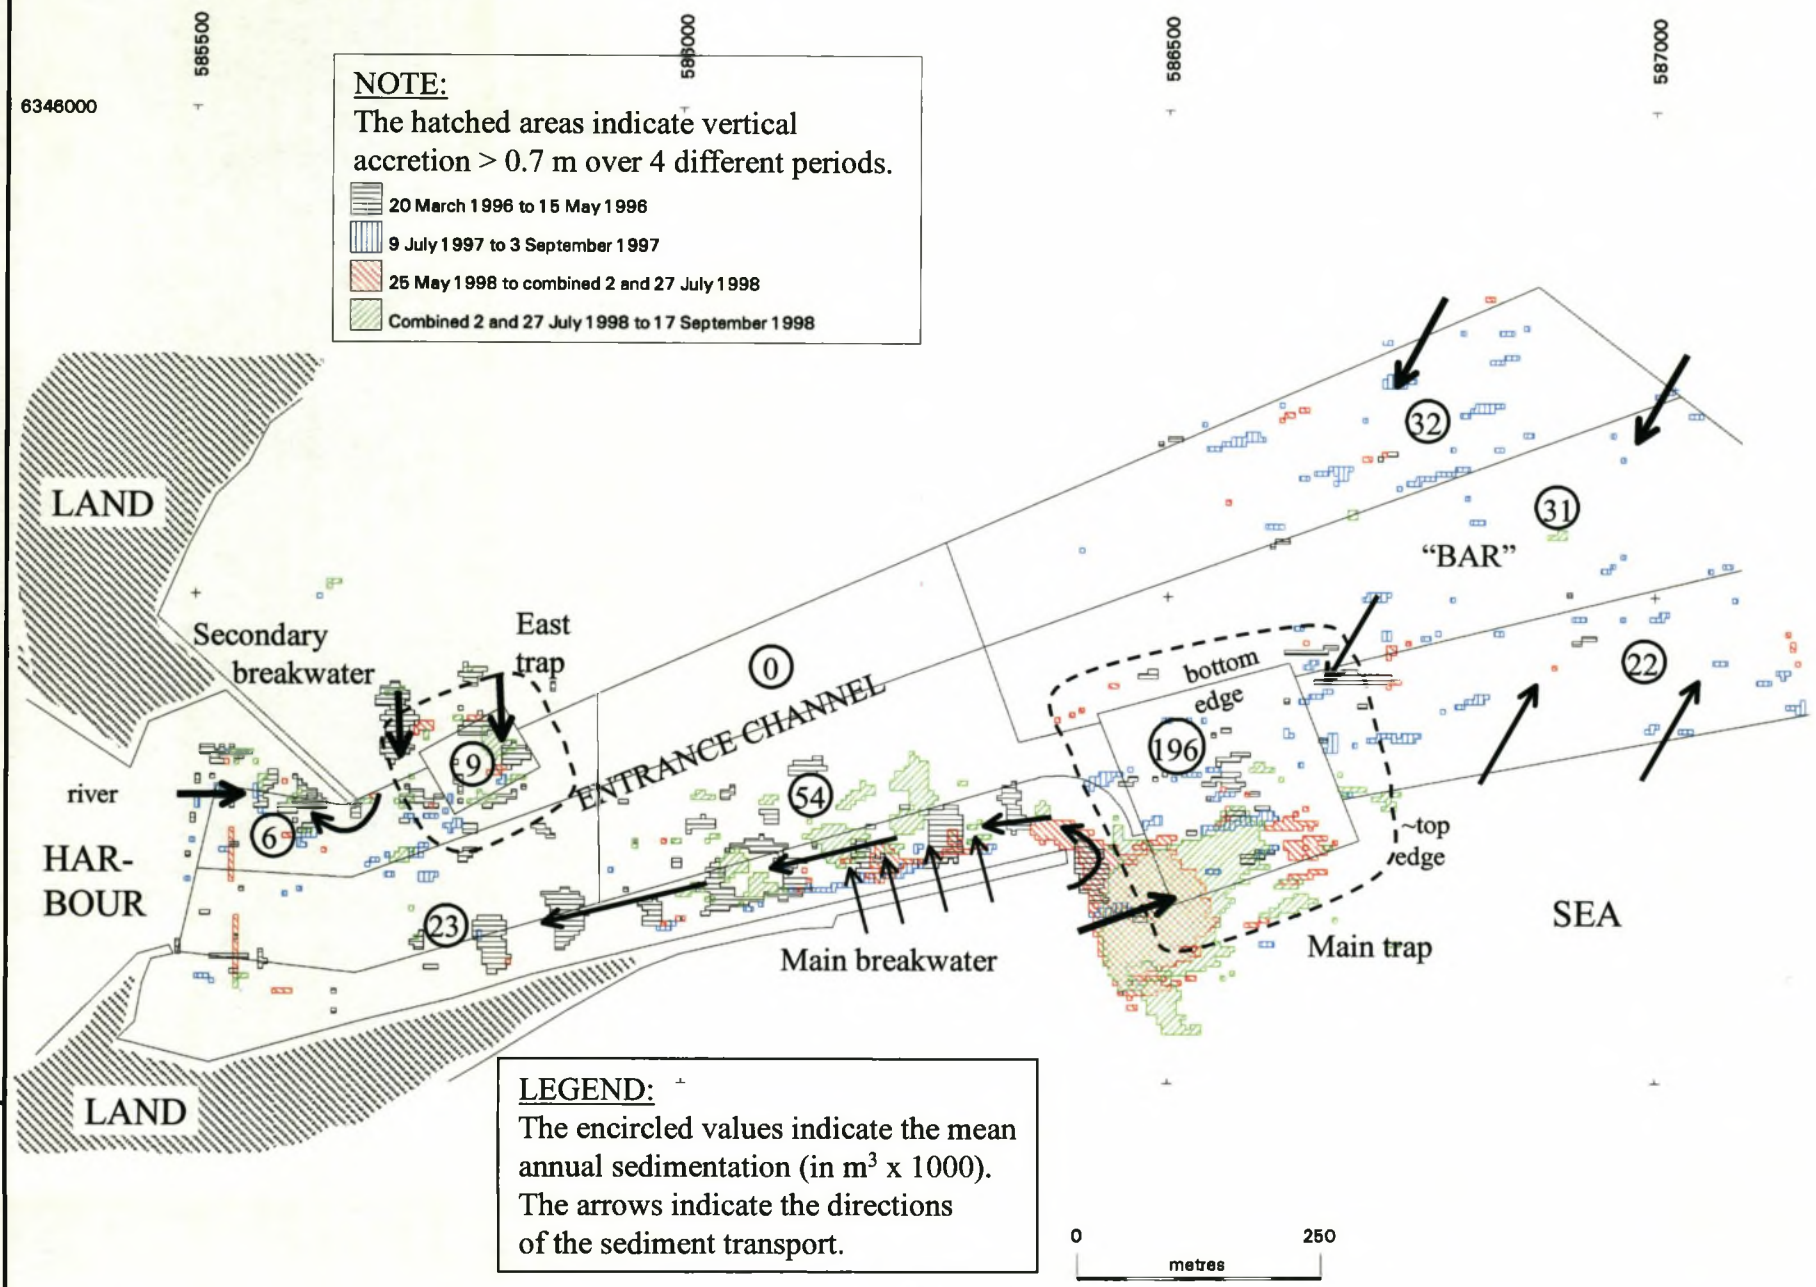 585500
586000
586500
587000
6346000
NOTE:
The hatched areas indicate vertical
accretion > 0.7 m over 4 different periods.
20 March 1996 to 15 May 1996
9 July 1997 to 3 September 1997
25 May 1998 to combined 2 and 27 July 1998
Combined 2 and 27 July 1998 to 17 September 1998
LAND
32
31
"BAR"
22
Secondary
breakwater
East
trap
0
bottom
edge
ENTRANCE CHANNEL
196
9
54
river
6
~top
edge
HAR-
BOUR
23
SEA
Main breakwater
Main trap
LAND
LEGEND:
The encircled values indicate the mean
annual sedimentation (in m³ x 1000).
The arrows indicate the directions
of the sediment transport.
0 250
metres